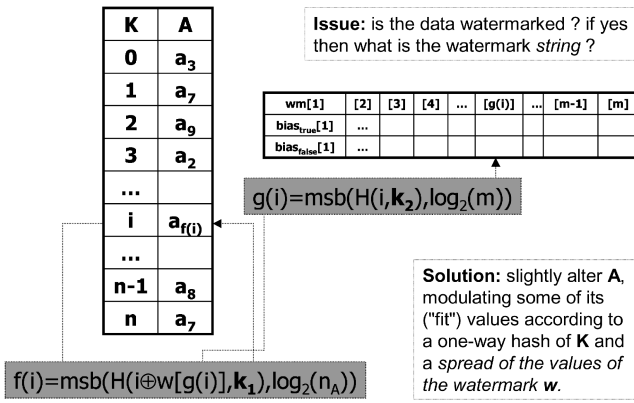 K A
0 a3
1 a7
2 a9
3 a2
...
i af(i)
...
n-1 a8
n a7
Issue: is the data watermarked ? if yes
then what is the watermark string ?
wm[1] [2] [3] [4] ... [g(i)] ... [m-1] [m]
biastrue[1] ...
biasfalse[1] ...
g(i)=msb(H(i,k2),log2(m))
Solution: slightly alter A,
modulating some of its
("fit") values according to
a one-way hash of K and
a spread of the values of
the watermark w.
f(i)=msb(H(i⊕w[g(i)],k1),log2(nA))